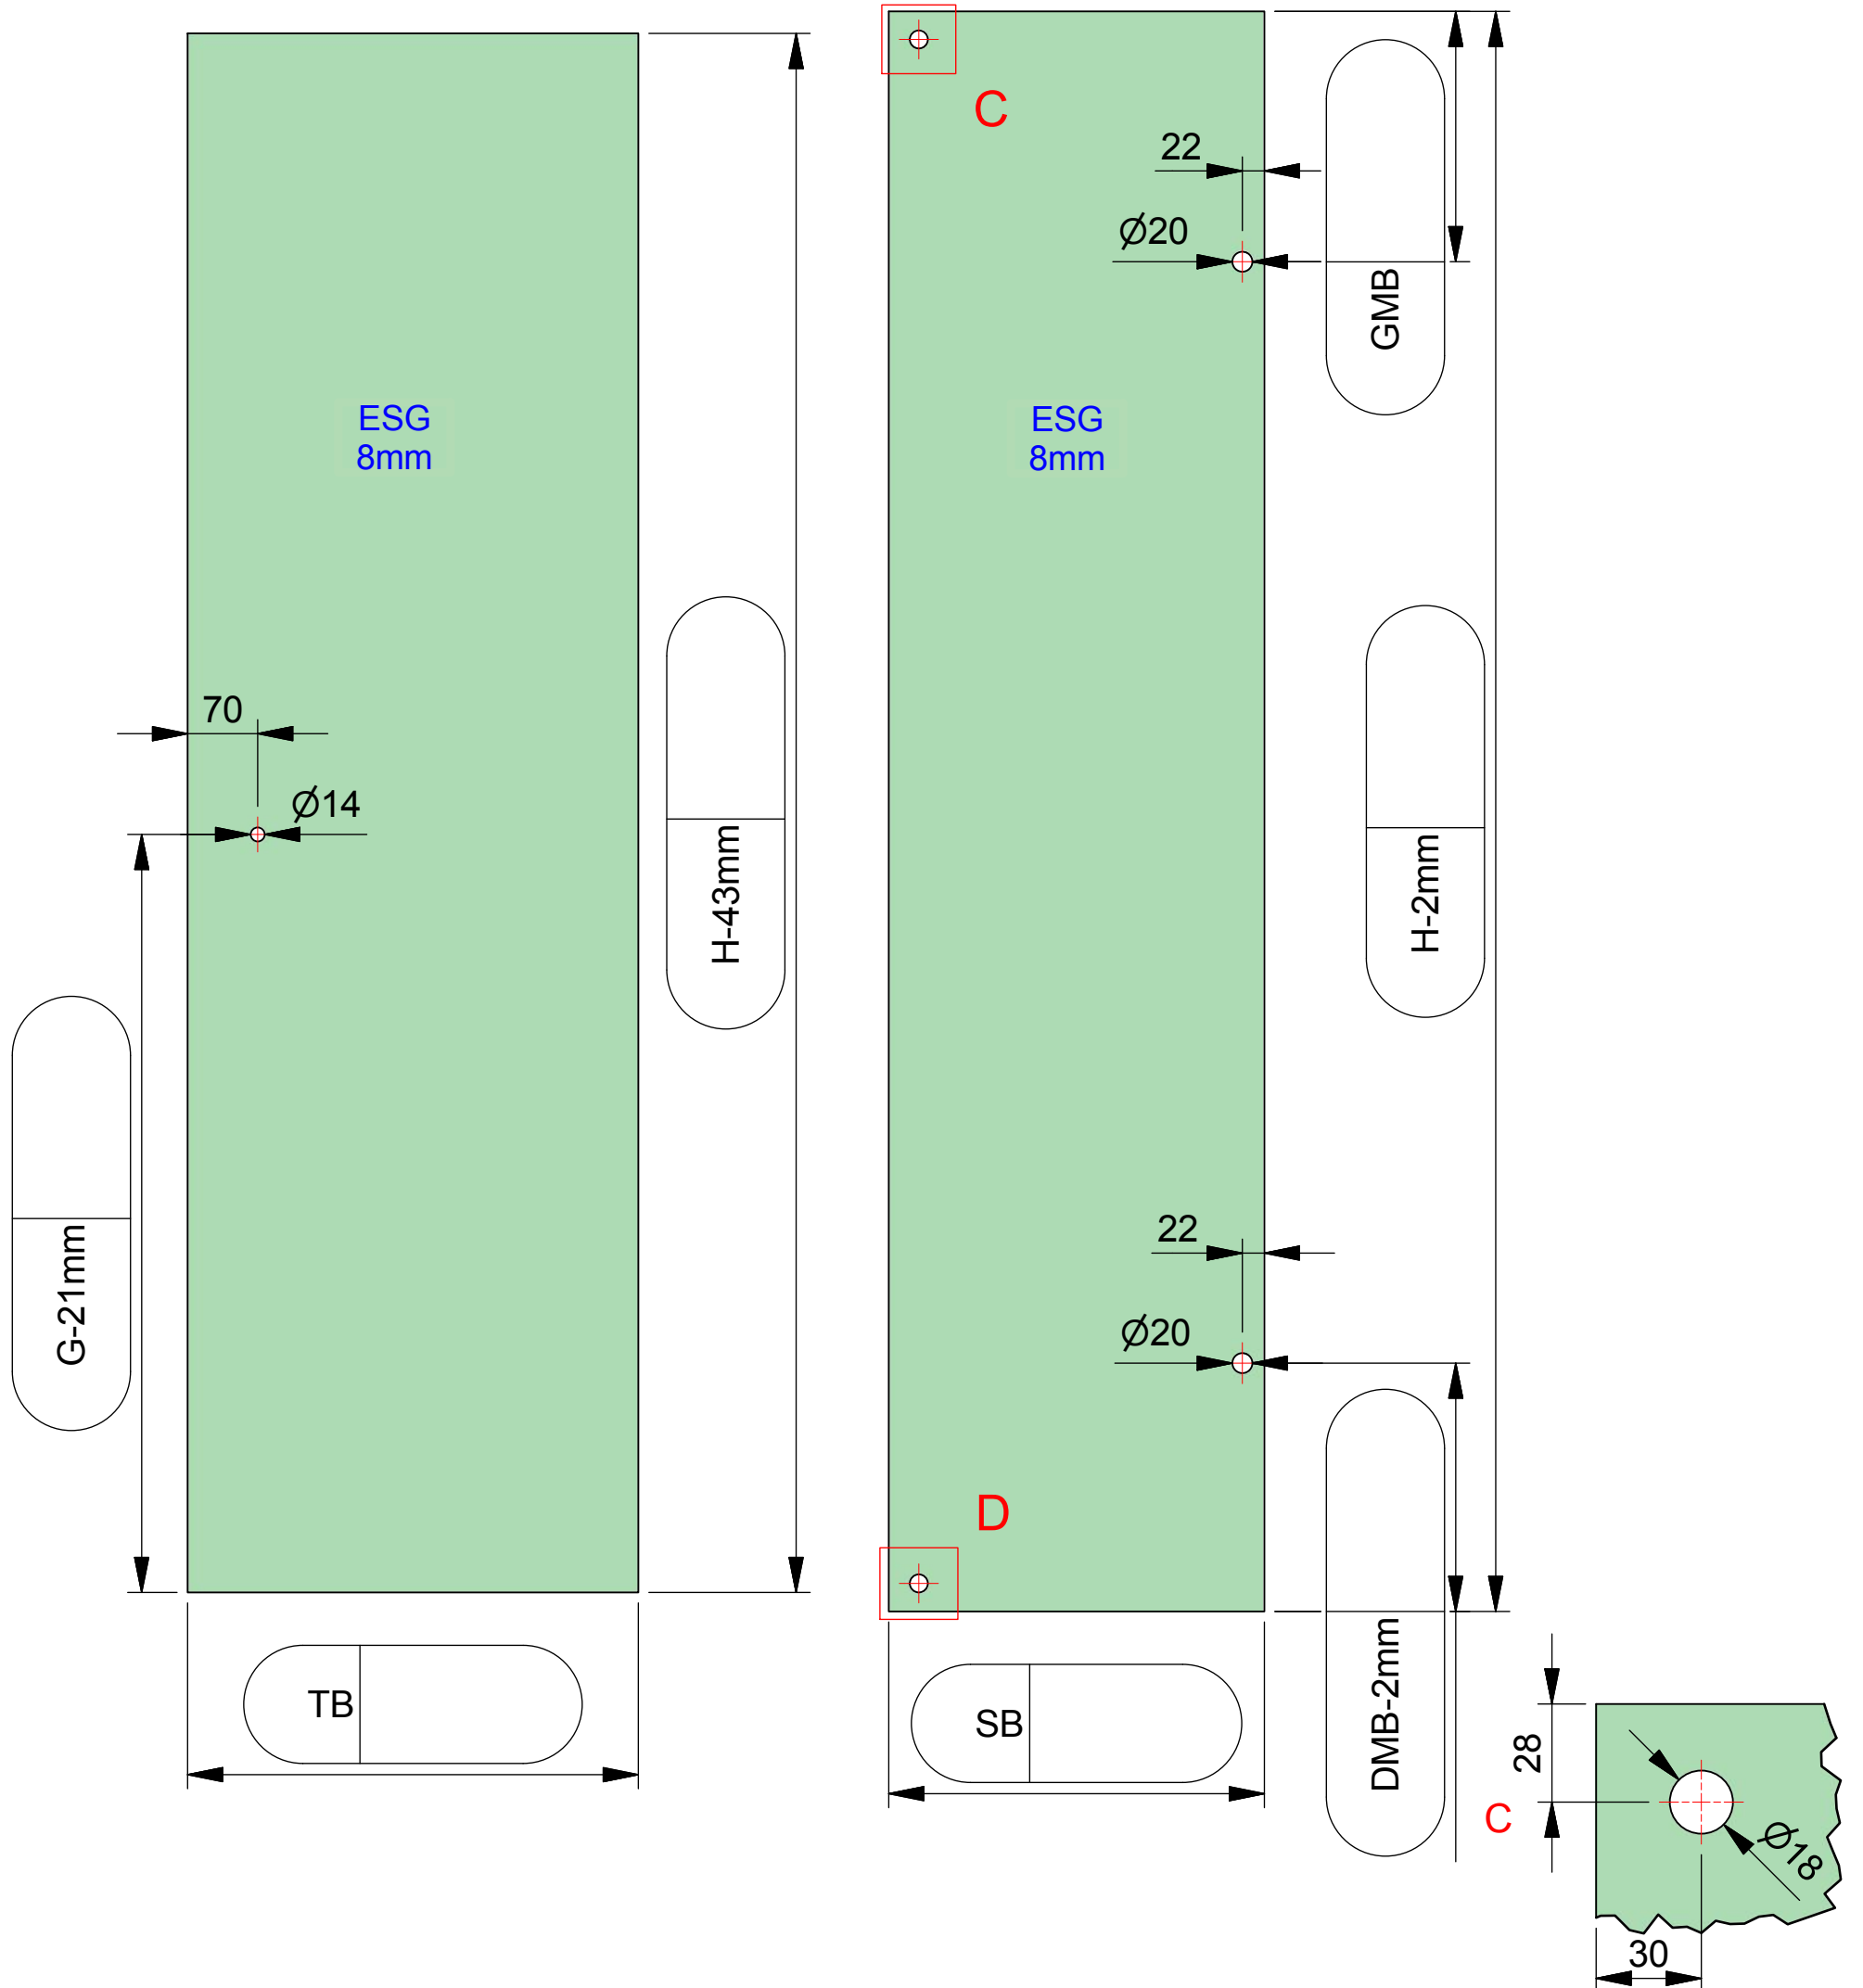 ESG
8mm
70
Ø14
H-43mm
G-21mm
TB
C
22
Ø20
GMB
ESG
8mm
H-2mm
22
Ø20
D
DMB-2mm
SB
28
C
Ø18
30